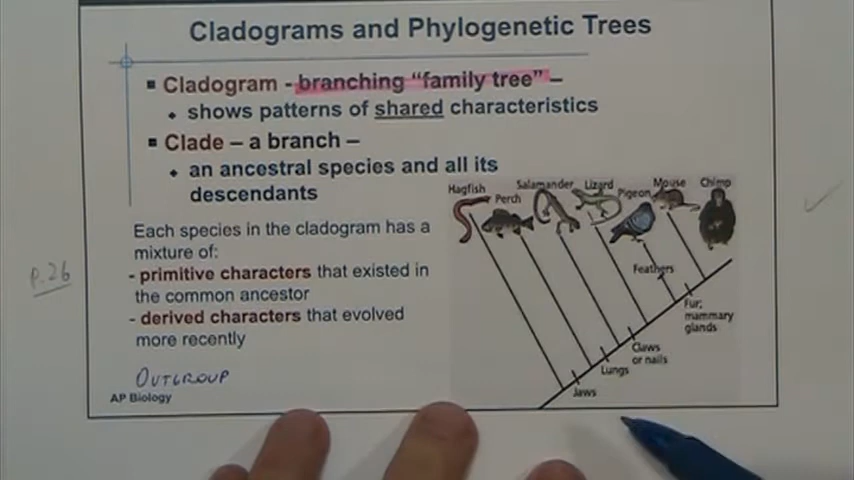 Cladograms and Phylogenetic Trees
▪ Cladogram - branching "family tree" –
• shows patterns of shared characteristics
▪ Clade – a branch –
• an ancestral species and all its
descendants
Each species in the cladogram has a
mixture of:
- primitive characters that existed in
the common ancestor
- derived characters that evolved
more recently
OUTGROUP
AP Biology
p.26
Hagfish
Perch
Salamander
Lizard
Pigeon
Mouse
Chimp
Feathers
Fur;
mammary
glands
Claws
or nails
Lungs
Jaws